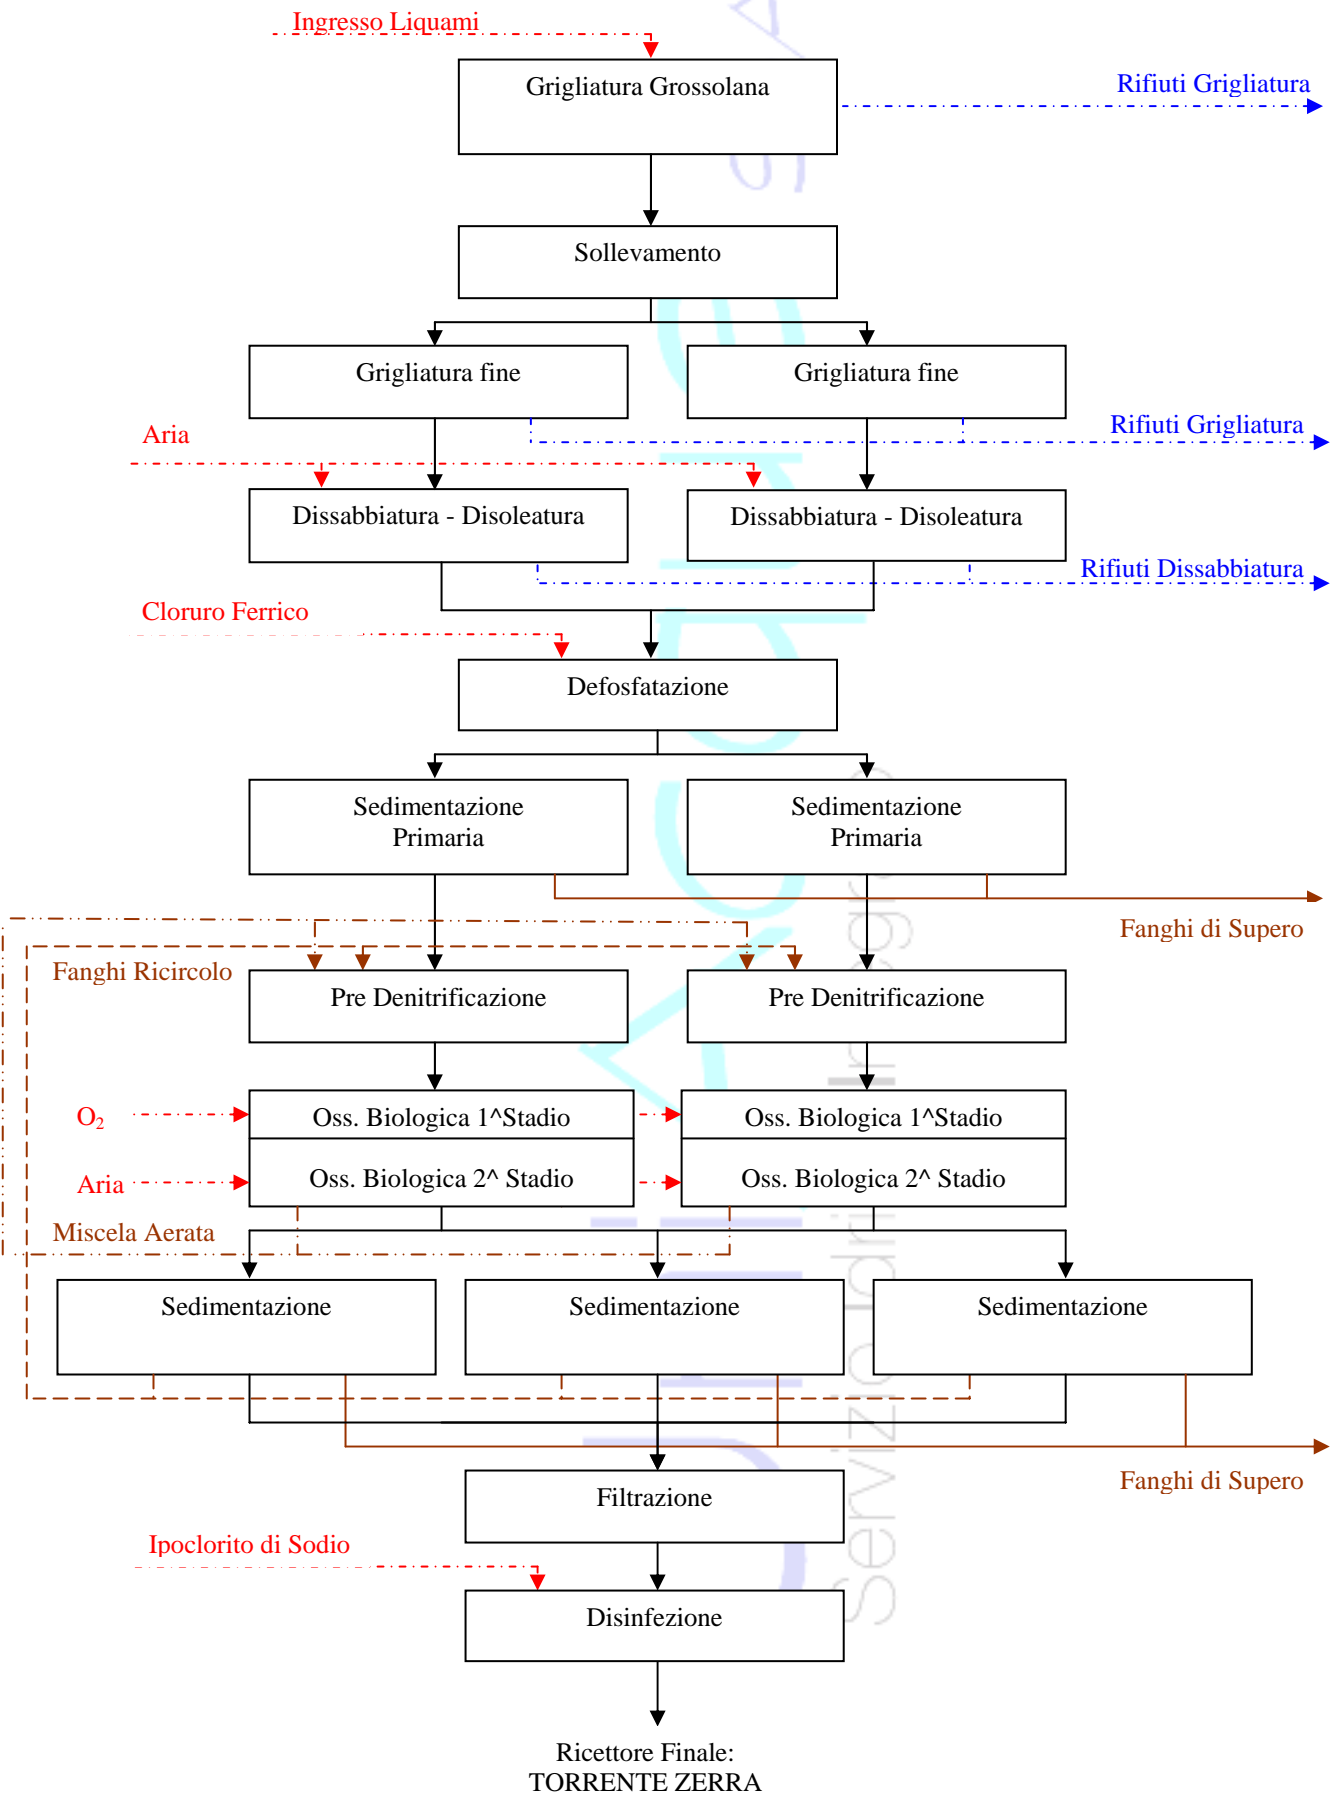 Ingresso Liquami
Grigliatura Grossolana
Rifiuti Grigliatura
Sollevamento
Grigliatura fine
Grigliatura fine
Aria
Rifiuti Grigliatura
Dissabbiatura - Disoleatura
Dissabbiatura - Disoleatura
Rifiuti Dissabbiatura
Cloruro Ferrico
Defosfatazione
Sedimentazione
Primaria
Sedimentazione
Primaria
Fanghi di Supero
Fanghi Ricircolo
Pre Denitrificazione
Pre Denitrificazione
O₂
Oss. Biologica 1^Stadio
Oss. Biologica 1^Stadio
Aria
Oss. Biologica 2^ Stadio
Oss. Biologica 2^ Stadio
Miscela Aerata
Sedimentazione
Sedimentazione
Sedimentazione
Fanghi di Supero
Filtrazione
Ipoclorito di Sodio
Disinfezione
Ricettore Finale:
TORRENTE ZERRA
Servizio